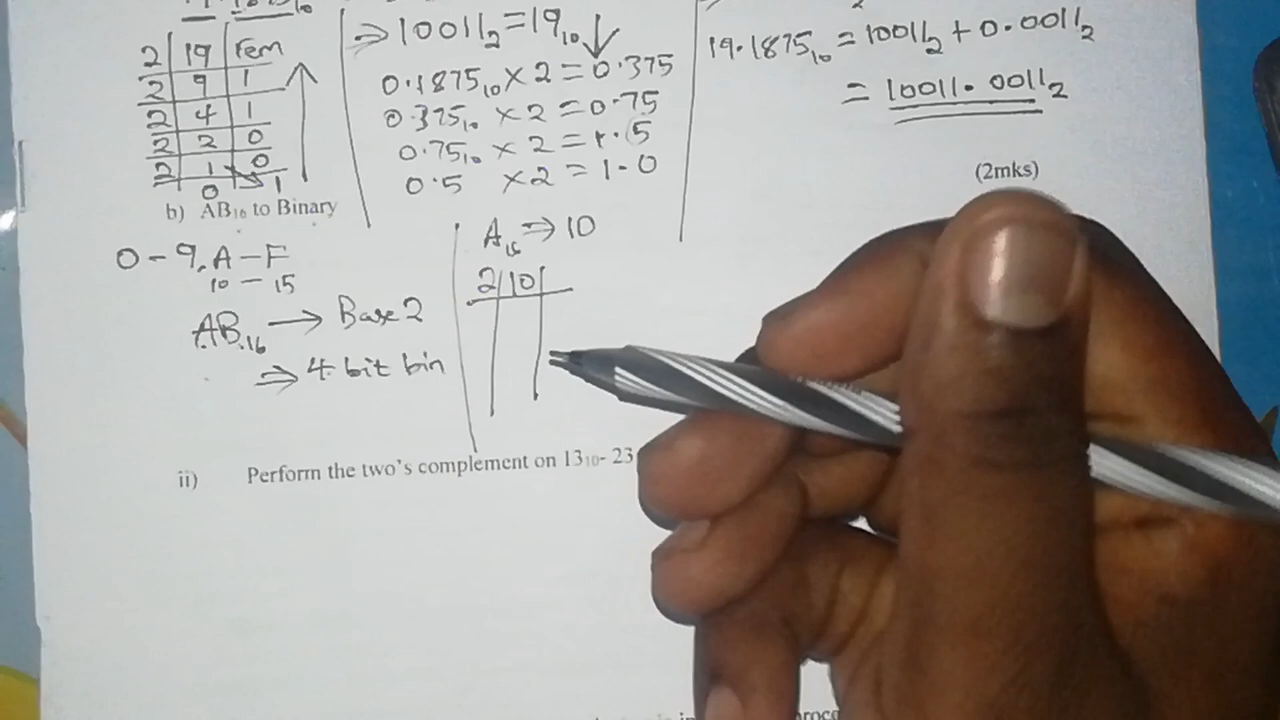 2 | 19 | rem
2 | 9 | 1
2 | 4 | 1
2 | 2 | 0
2 | 1 | 0
0 1
⇒ 10011₂ = 19₁₀
0.1875₁₀ × 2 = 0.375
0.375₁₀ × 2 = 0.75
0.75₁₀ × 2 = 1.5
0.5 × 2 = 1.0
19.1875₁₀ = 10011₂ + 0.0011₂
= 10011.0011₂
(2mks)
b) AB₁₆ to Binary
0 – 9, A – F
10 – 15
AB₁₆ → Base 2
⇒ 4 bit bin
A₁₆ ⇒ 10
2 | 10 |
ii) Perform the two's complement on 13₁₀- 23